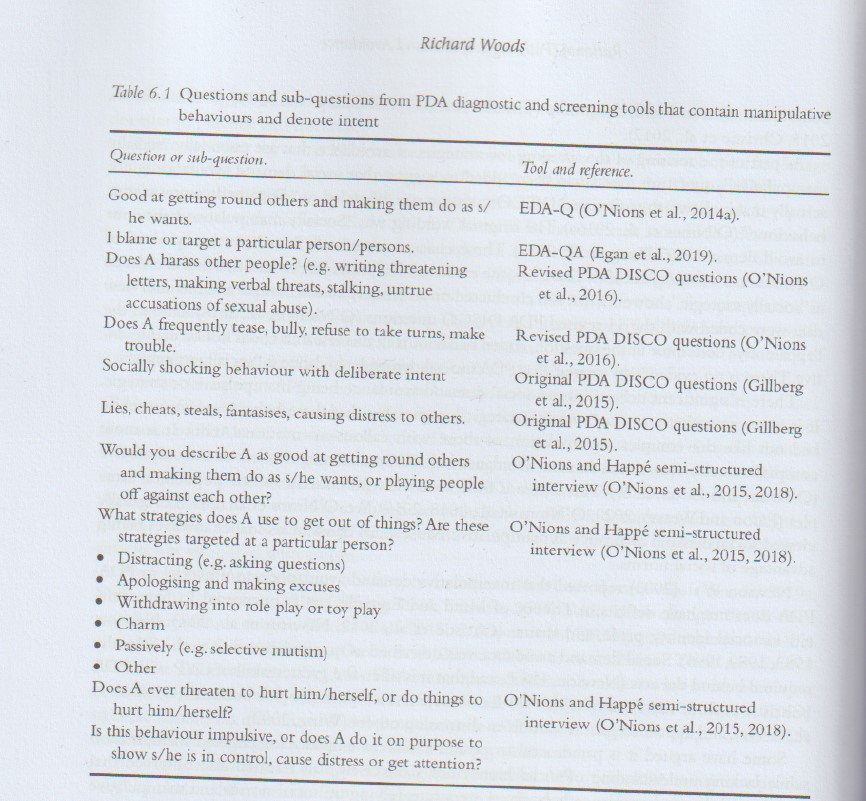 Richard Woods
Table 6.1 Questions and sub-questions from PDA diagnostic and screening tools that contain manipulative
behaviours and denote intent
Question or sub-question.
Tool and reference.
Good at getting round others and making them do as s/
he wants.
EDA-Q (O'Nions et al., 2014a).
I blame or target a particular person/persons.
EDA-QA (Egan et al., 2019).
Does A harass other people? (e.g. writing threatening
letters, making verbal threats, stalking, untrue
accusations of sexual abuse).
Revised PDA DISCO questions (O'Nions
et al., 2016).
Does A frequently tease, bully, refuse to take turns, make
trouble.
Revised PDA DISCO questions (O'Nions
et al., 2016).
Socially shocking behaviour with deliberate intent
Original PDA DISCO questions (Gillberg
et al., 2015).
Lies, cheats, steals, fantasises, causing distress to others.
Original PDA DISCO questions (Gillberg
et al., 2015).
Would you describe A as good at getting round others
and making them do as s/he wants, or playing people
off against each other?
O'Nions and Happé semi-structured
interview (O'Nions et al., 2015, 2018).
What strategies does A use to get out of things? Are these
strategies targeted at a particular person?
O'Nions and Happé semi-structured
interview (O'Nions et al., 2015, 2018).
• Distracting (e.g. asking questions)
• Apologising and making excuses
• Withdrawing into role play or toy play
• Charm
• Passively (e.g. selective mutism)
• Other
Does A ever threaten to hurt him/herself, or do things to
hurt him/herself?
O'Nions and Happé semi-structured
interview (O'Nions et al., 2015, 2018).
Is this behaviour impulsive, or does A do it on purpose to
show s/he is in control, cause distress or get attention?